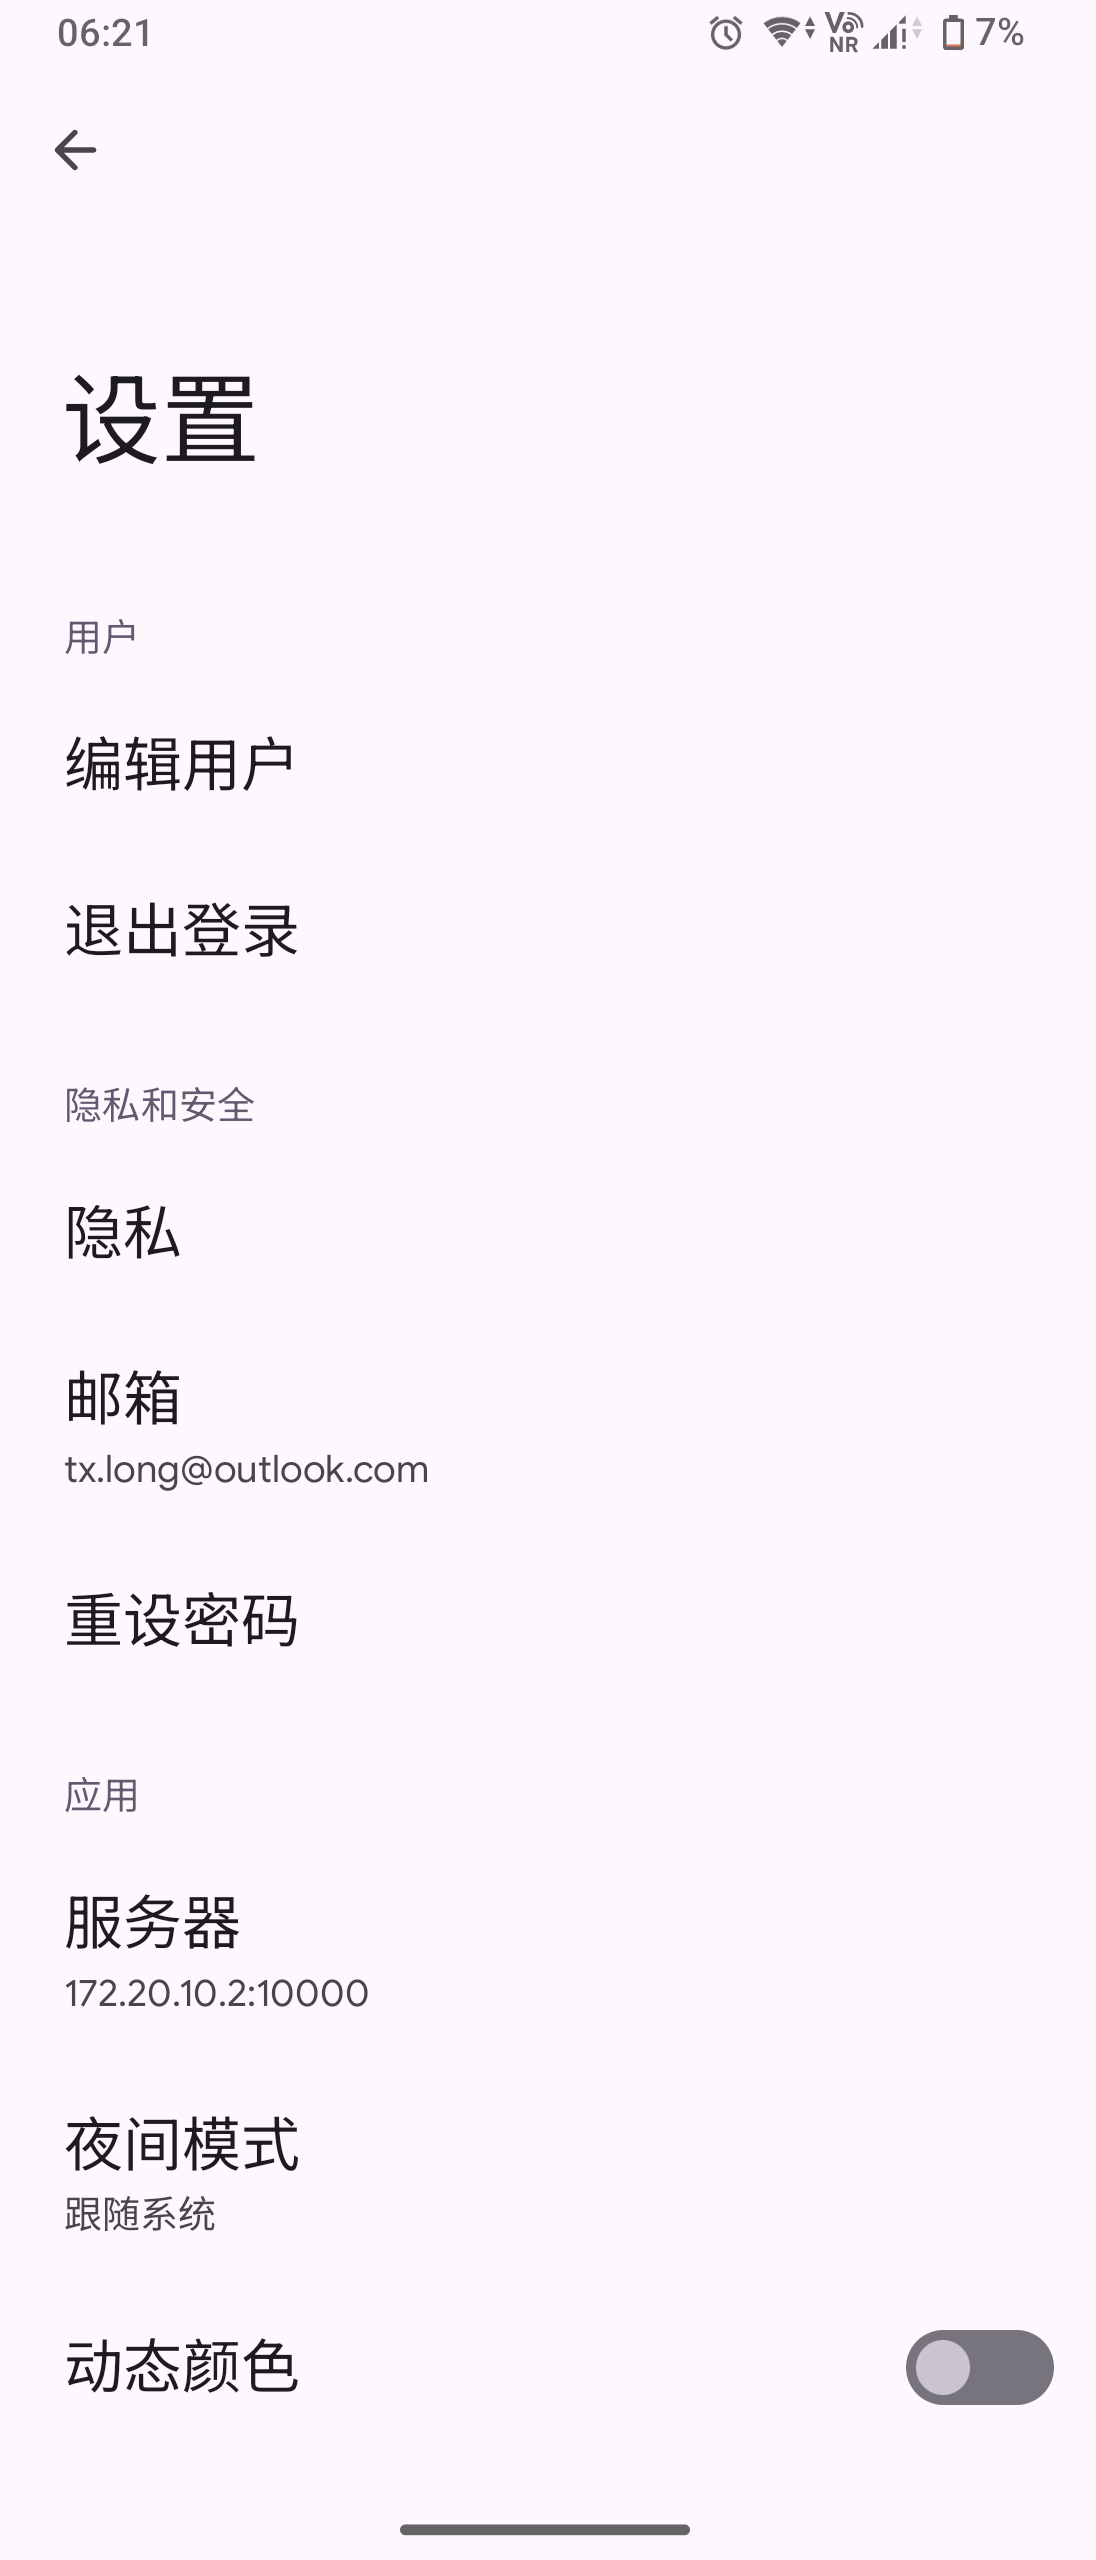 06:21
Vo NR
7%
设置
用户
编辑用户
退出登录
隐私和安全
隐私
邮箱
tx.long@outlook.com
重设密码
应用
服务器
172.20.10.2:10000
夜间模式
跟随系统
动态颜色